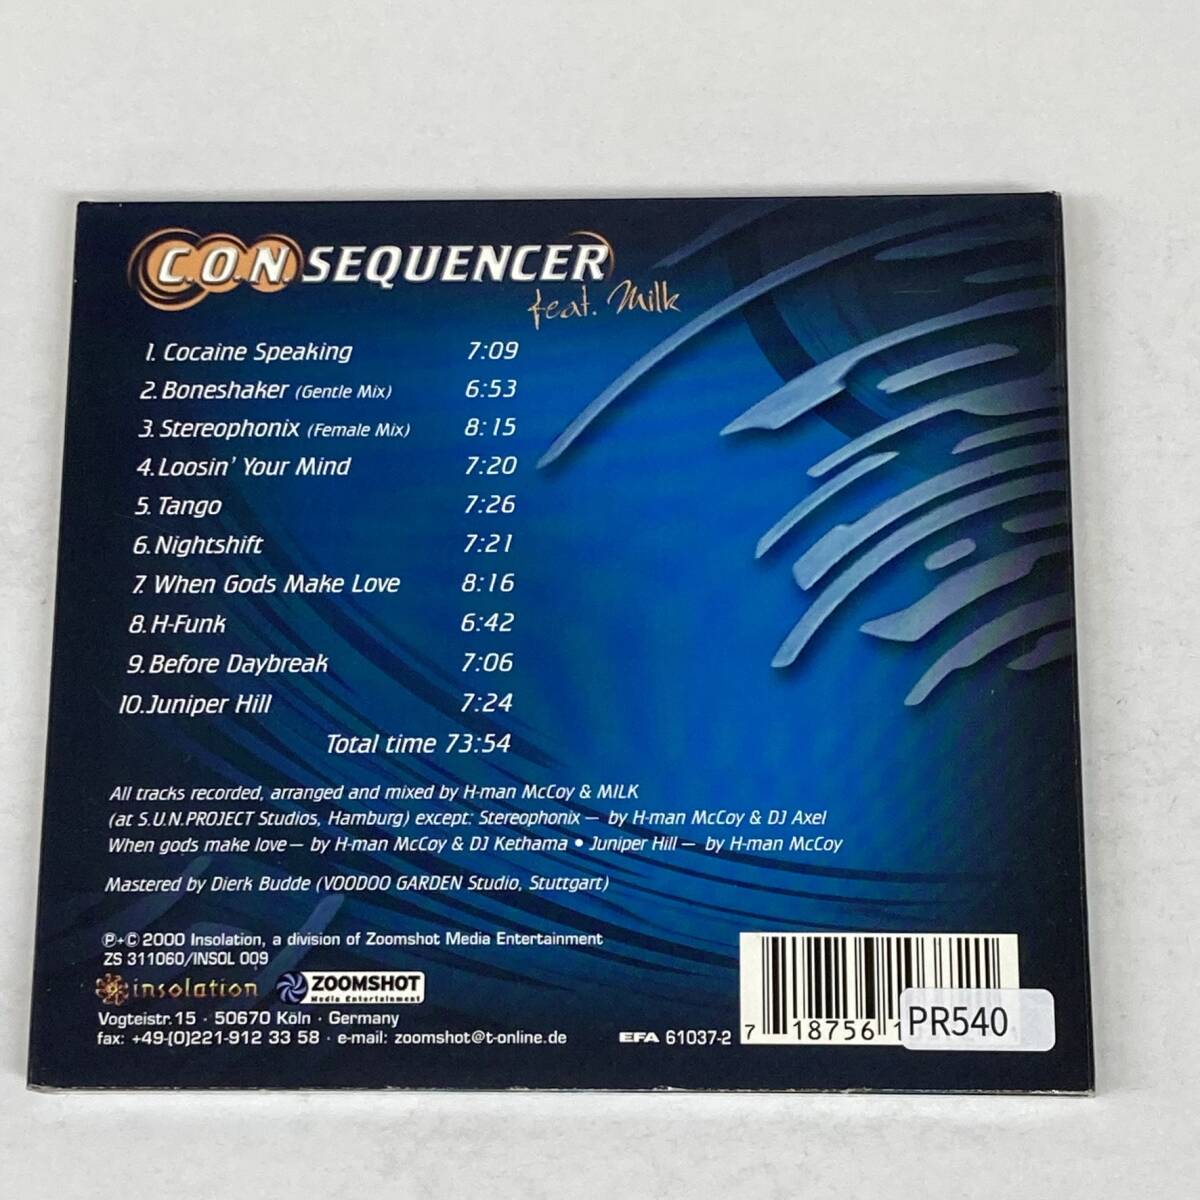 C.O.N. SEQUENCER
feat. Milk
1. Cocaine Speaking 7:09
2. Boneshaker (Gentle Mix) 6:53
3. Stereophonix (Female Mix) 8:15
4. Loosin' Your Mind 7:20
5. Tango 7:26
6. Nightshift 7:21
7. When Gods Make Love 8:16
8. H-Funk 6:42
9. Before Daybreak 7:06
10. Juniper Hill 7:24
Total time 73:54
All tracks recorded, arranged and mixed by H-man McCoy & MILK
(at S.U.N.PROJECT Studios, Hamburg) except: Stereophonix – by H-man McCoy & DJ Axel
When gods make love – by H-man McCoy & DJ Kethama • Juniper Hill – by H-man McCoy
Mastered by Dierk Budde (VOODOO GARDEN Studio, Stuttgart)
℗+© 2000 Insolation, a division of Zoomshot Media Entertainment
ZS 311060/INSOL 009
insolation ZOOMSHOT
Media Entertainment
Vogteistr. 15 · 50670 Köln · Germany
fax: +49-(0)221-912 33 58 · e-mail: zoomshot@t-online.de
EFA 61037-2
7 18756
PR540